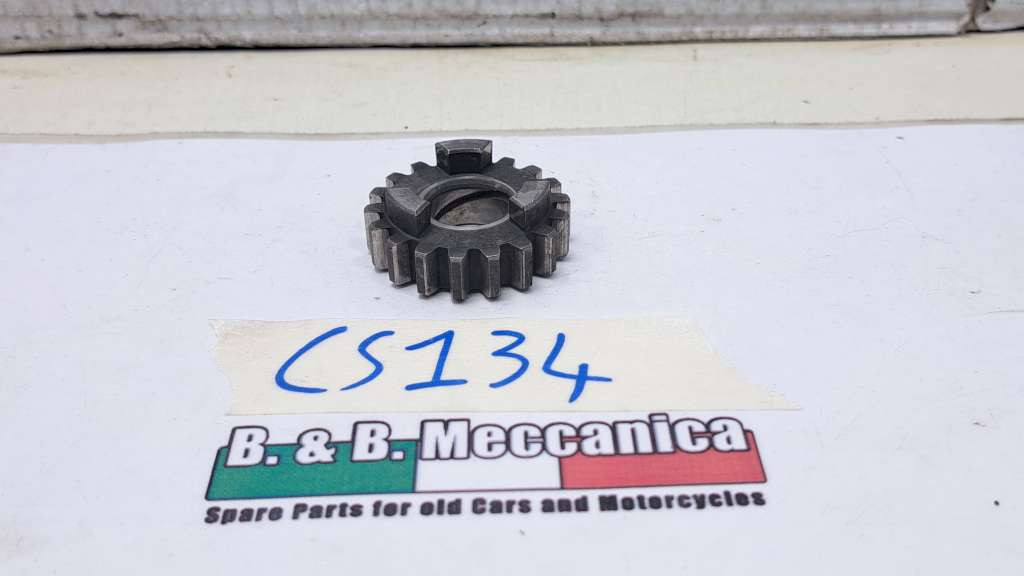 CS134
B. & B. Meccanica
Spare Parts for old Cars and Motorcycles